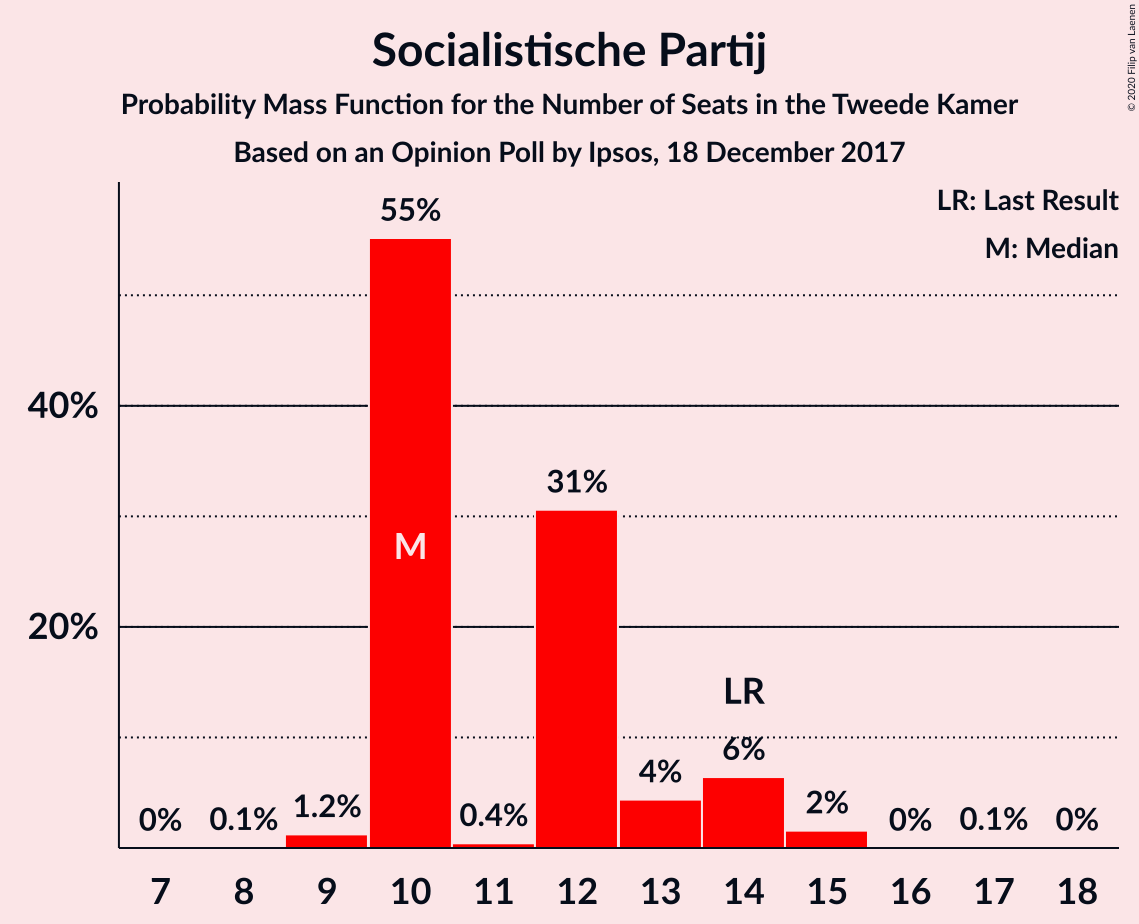 Socialistische Partij
Probability Mass Function for the Number of Seats in the Tweede Kamer
Based on an Opinion Poll by Ipsos, 18 December 2017
© 2020 Filip van Laenen
LR: Last Result
M: Median
55%
40%
31%
M
20%
LR
6%
4%
2%
1.2%
0.4%
0%
0.1%
0%
0.1%
0%
7 8 9 10 11 12 13 14 15 16 17 18